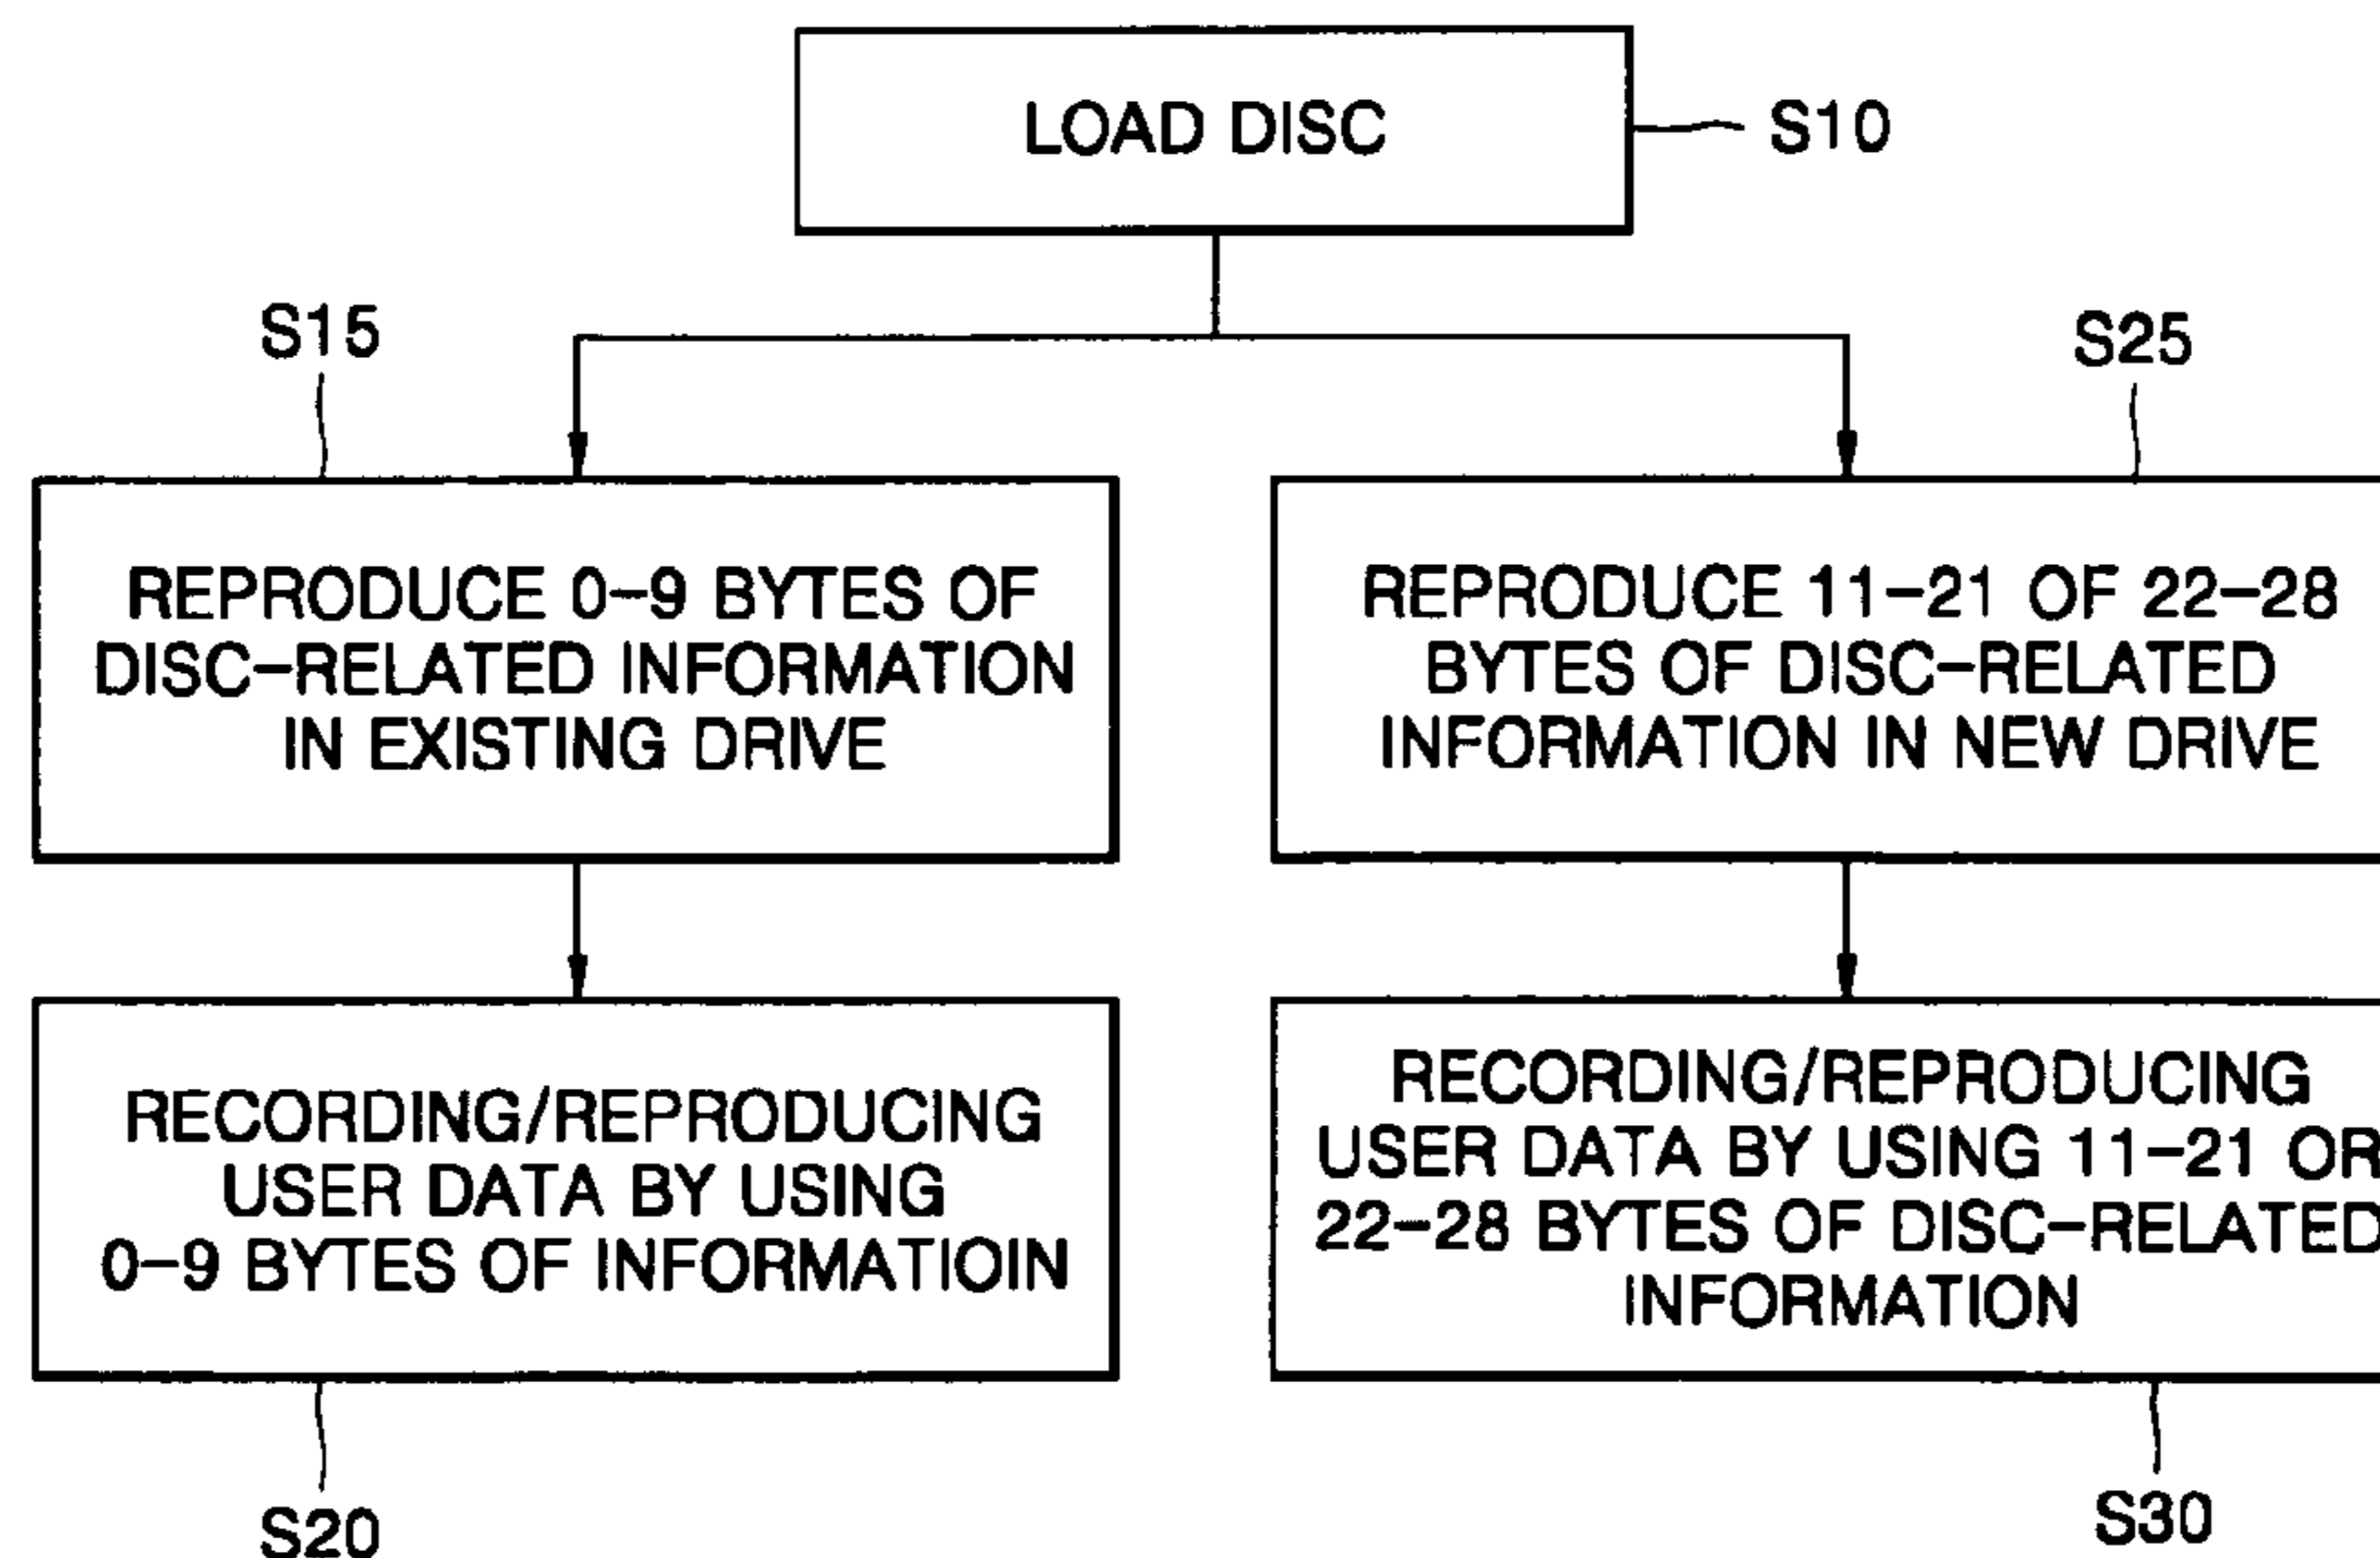 LOAD DISC
S10
S15
S25
REPRODUCE 0-9 BYTES OF
DISC-RELATED INFORMATION
IN EXISTING DRIVE
REPRODUCE 11-21 OF 22-28
BYTES OF DISC-RELATED
INFORMATION IN NEW DRIVE
RECORDING/REPRODUCING
USER DATA BY USING
0-9 BYTES OF INFORMATIOIN
RECORDING/REPRODUCING
USER DATA BY USING 11-21 OR
22-28 BYTES OF DISC-RELATED
INFORMATION
S20
S30